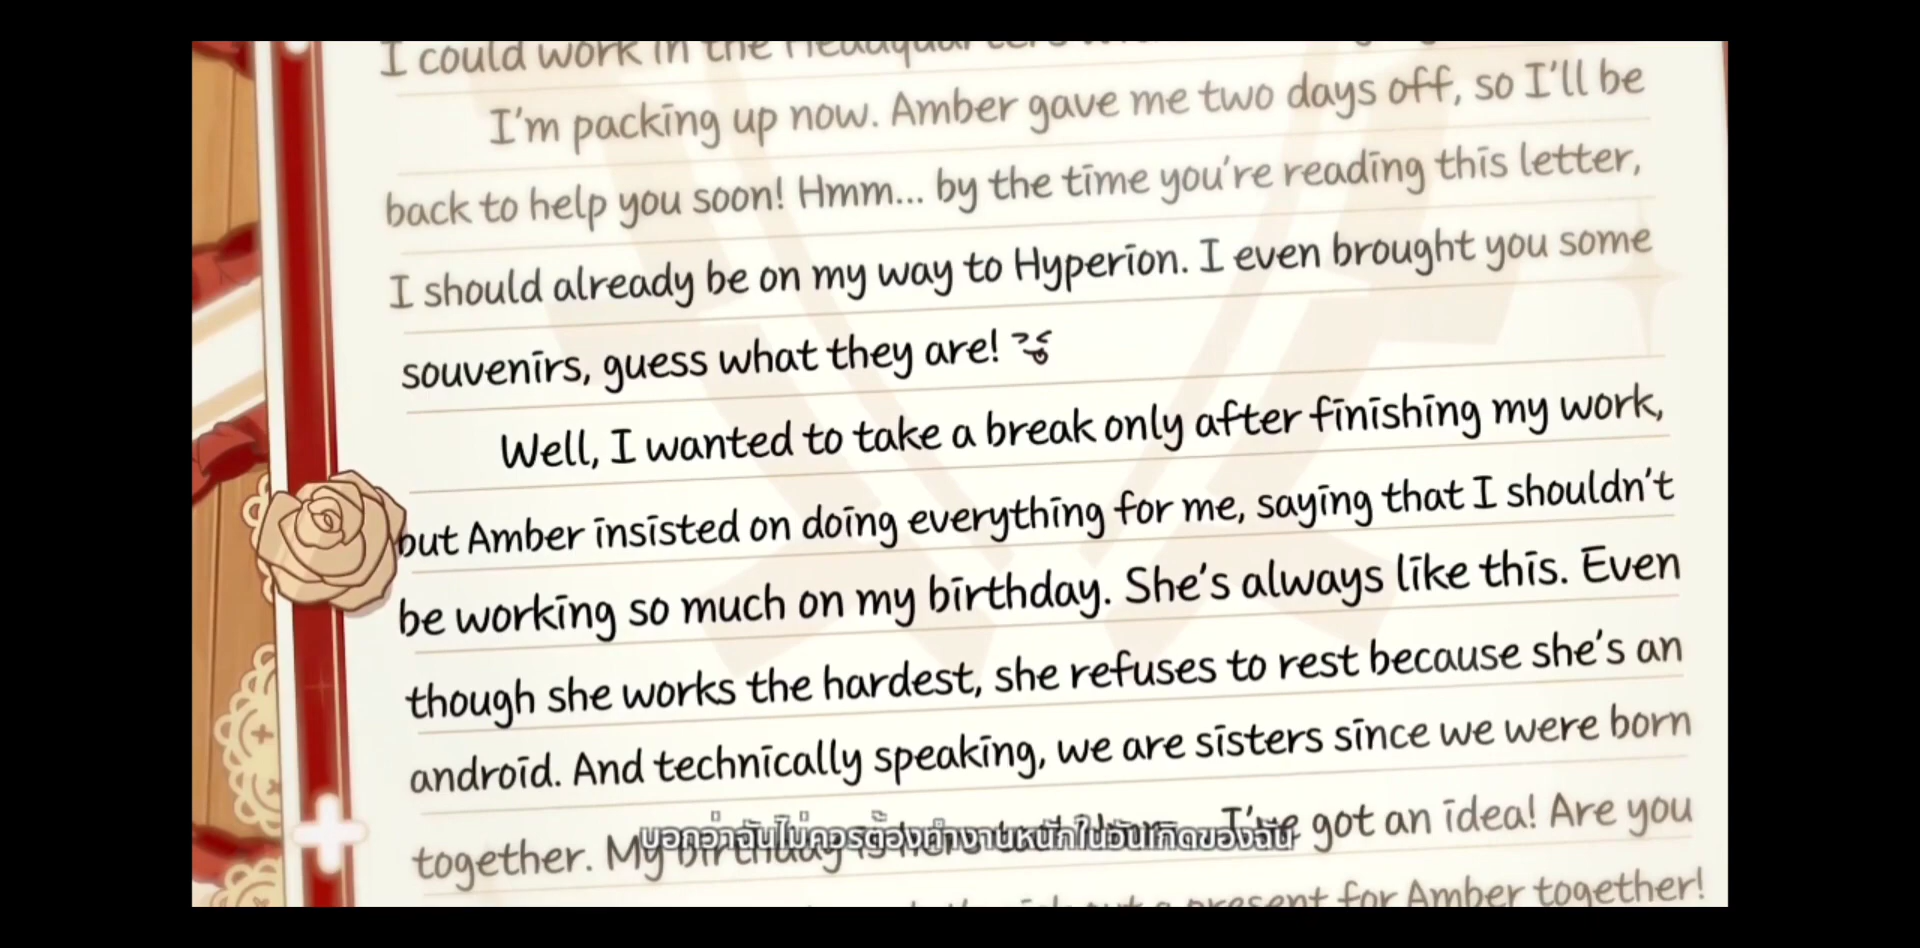 I could work in the Headquarters
I'm packing up now. Amber gave me two days off, so I'll be
back to help you soon! Hmm... by the time you're reading this letter,
I should already be on my way to Hyperion. I even brought you some
souvenirs, guess what they are!
Well, I wanted to take a break only after finishing my work,
but Amber insisted on doing everything for me, saying that I shouldn't
be working so much on my birthday. She's always like this. Even
though she works the hardest, she refuses to rest because she's an
android. And technically speaking, we are sisters since we were born
together. My birthday is I've got an idea! Are you
บอกว่าฉันไม่ควรต้องทำงานหนักในวันเกิดของฉัน
a present for Amber together!